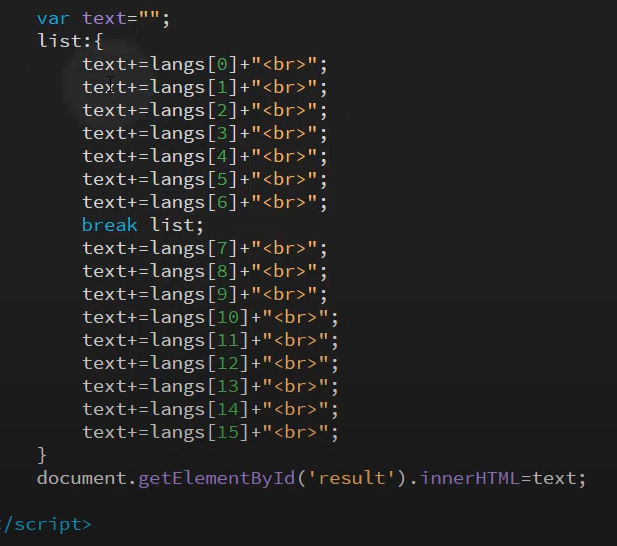 var text="";
list:{
text+=langs[0]+"<br>";
text+=langs[1]+"<br>";
text+=langs[2]+"<br>";
text+=langs[3]+"<br>";
text+=langs[4]+"<br>";
text+=langs[5]+"<br>";
text+=langs[6]+"<br>";
break list;
text+=langs[7]+"<br>";
text+=langs[8]+"<br>";
text+=langs[9]+"<br>";
text+=langs[10]+"<br>";
text+=langs[11]+"<br>";
text+=langs[12]+"<br>";
text+=langs[13]+"<br>";
text+=langs[14]+"<br>";
text+=langs[15]+"<br>";
}
document.getElementById('result').innerHTML=text;
/script>